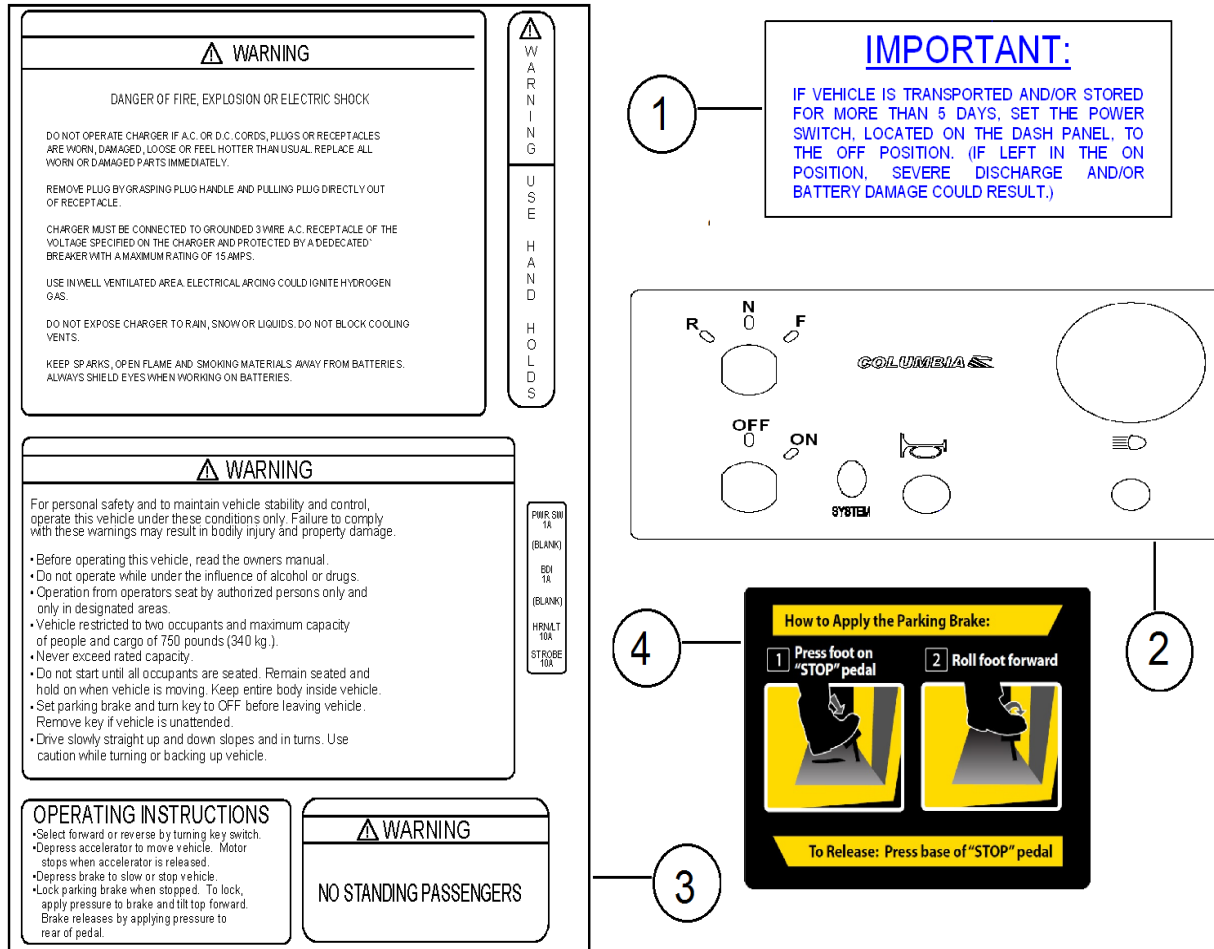 ⚠ WARNING
DANGER OF FIRE, EXPLOSION OR ELECTRIC SHOCK
DO NOT OPERATE CHARGER IF A.C. OR D.C. CORDS, PLUGS OR RECEPTACLES
ARE WORN, DAMAGED, LOOSE OR FEEL HOTTER THAN USUAL. REPLACE ALL
WORN OR DAMAGED PARTS IMMEDIATELY.
REMOVE PLUG BY GRASPING PLUG HANDLE AND PULLING PLUG DIRECTLY OUT
OF RECEPTACLE.
CHARGER MUST BE CONNECTED TO GROUNDED 3 WIRE A.C. RECEPTACLE OF THE
VOLTAGE SPECIFIED ON THE CHARGER AND PROTECTED BY A 'DEDECATED`
BREAKER WITH A MAXIMUM RATING OF 15 AMPS.
USE IN WELL VENTILATED AREA. ELECTRICAL ARCING COULD IGNITE HYDROGEN
GAS.
DO NOT EXPOSE CHARGER TO RAIN, SNOW OR LIQUIDS. DO NOT BLOCK COOLING
VENTS.
KEEP SPARKS, OPEN FLAME AND SMOKING MATERIALS AWAY FROM BATTERIES.
ALWAYS SHIELD EYES WHEN WORKING ON BATTERIES.
⚠ WARNING
USE HAND HOLDS
⚠ WARNING
For personal safety and to maintain vehicle stability and control,
operate this vehicle under these conditions only. Failure to comply
with these warnings may result in bodily injury and property damage.
• Before operating this vehicle, read the owners manual.
• Do not operate while under the influence of alcohol or drugs.
• Operation from operators seat by authorized persons only and
only in designated areas.
• Vehicle restricted to two occupants and maximum capacity
of people and cargo of 750 pounds (340 kg.).
• Never exceed rated capacity.
• Do not start until all occupants are seated. Remain seated and
hold on when vehicle is moving. Keep entire body inside vehicle.
• Set parking brake and turn key to OFF before leaving vehicle.
Remove key if vehicle is unattended.
• Drive slowly straight up and down slopes and in turns. Use
caution while turning or backing up vehicle.
PWR SW
1A
(BLANK)
BDI
1A
(BLANK)
HRN/LT
10A
STROBE
10A
OPERATING INSTRUCTIONS
•Select forward or reverse by turning key switch.
•Depress accelerator to move vehicle. Motor
stops when accelerator is released.
•Depress brake to slow or stop vehicle.
•Lock parking brake when stopped. To lock,
apply pressure to brake and tilt top forward.
Brake releases by applying pressure to
rear of pedal.
⚠ WARNING
NO STANDING PASSENGERS
3
1
IMPORTANT:
IF VEHICLE IS TRANSPORTED AND/OR STORED
FOR MORE THAN 5 DAYS, SET THE POWER
SWITCH, LOCATED ON THE DASH PANEL, TO
THE OFF POSITION. (IF LEFT IN THE ON
POSITION, SEVERE DISCHARGE AND/OR
BATTERY DAMAGE COULD RESULT.)
R N F
COLUMBIA
OFF ON
SYSTEM
2
4
How to Apply the Parking Brake:
1 Press foot on
"STOP" pedal
2 Roll foot forward
To Release: Press base of "STOP" pedal